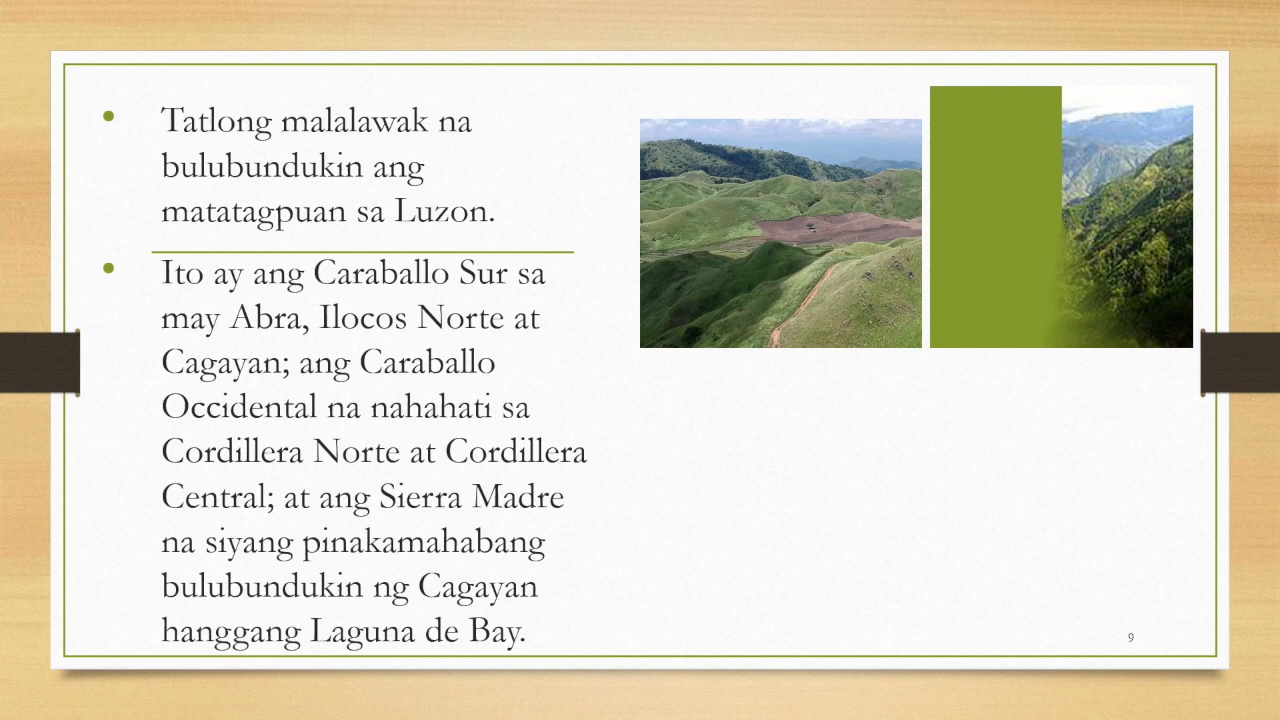 Tatlong malalawak na
bulubundukin ang
matatagpuan sa Luzon.
Ito ay ang Caraballo Sur sa
may Abra, Ilocos Norte at
Cagayan; ang Caraballo
Occidental na nahahati sa
Cordillera Norte at Cordillera
Central; at ang Sierra Madre
na siyang pinakamahabang
bulubundukin ng Cagayan
hanggang Laguna de Bay.
9